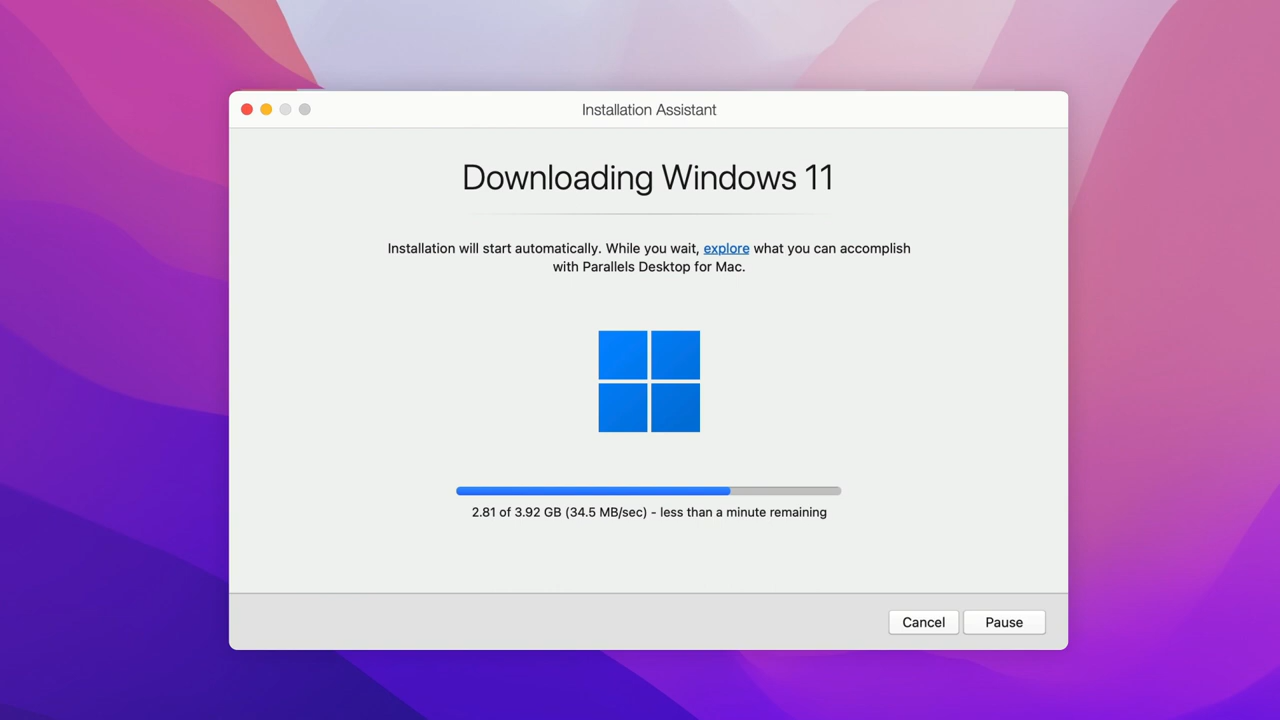 Installation Assistant
Downloading Windows 11
Installation will start automatically. While you wait, explore what you can accomplish
with Parallels Desktop for Mac.
2.81 of 3.92 GB (34.5 MB/sec) - less than a minute remaining
Cancel Pause